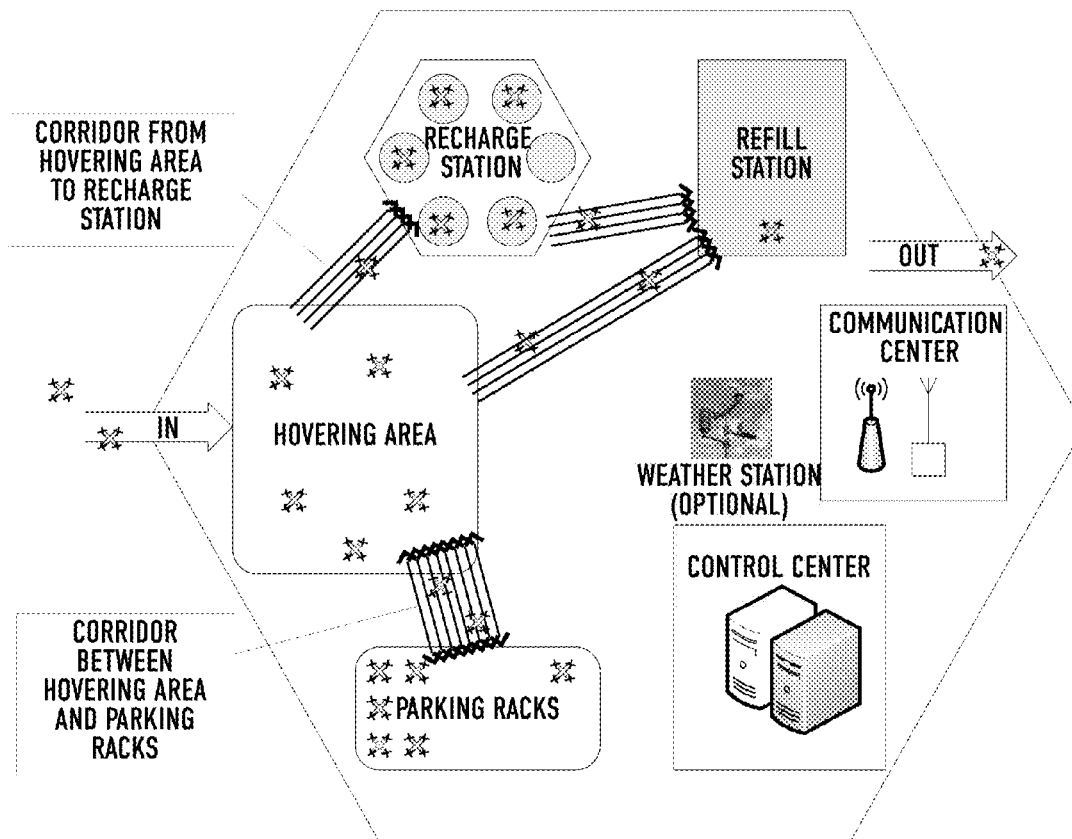 CORRIDOR FROM
HOVERING AREA
TO RECHARGE
STATION
RECHARGE
STATION
REFILL
STATION
OUT
COMMUNICATION
CENTER
IN
HOVERING AREA
WEATHER STATION
(OPTIONAL)
CONTROL CENTER
CORRIDOR
BETWEEN
HOVERING AREA
AND PARKING
RACKS
PARKING RACKS